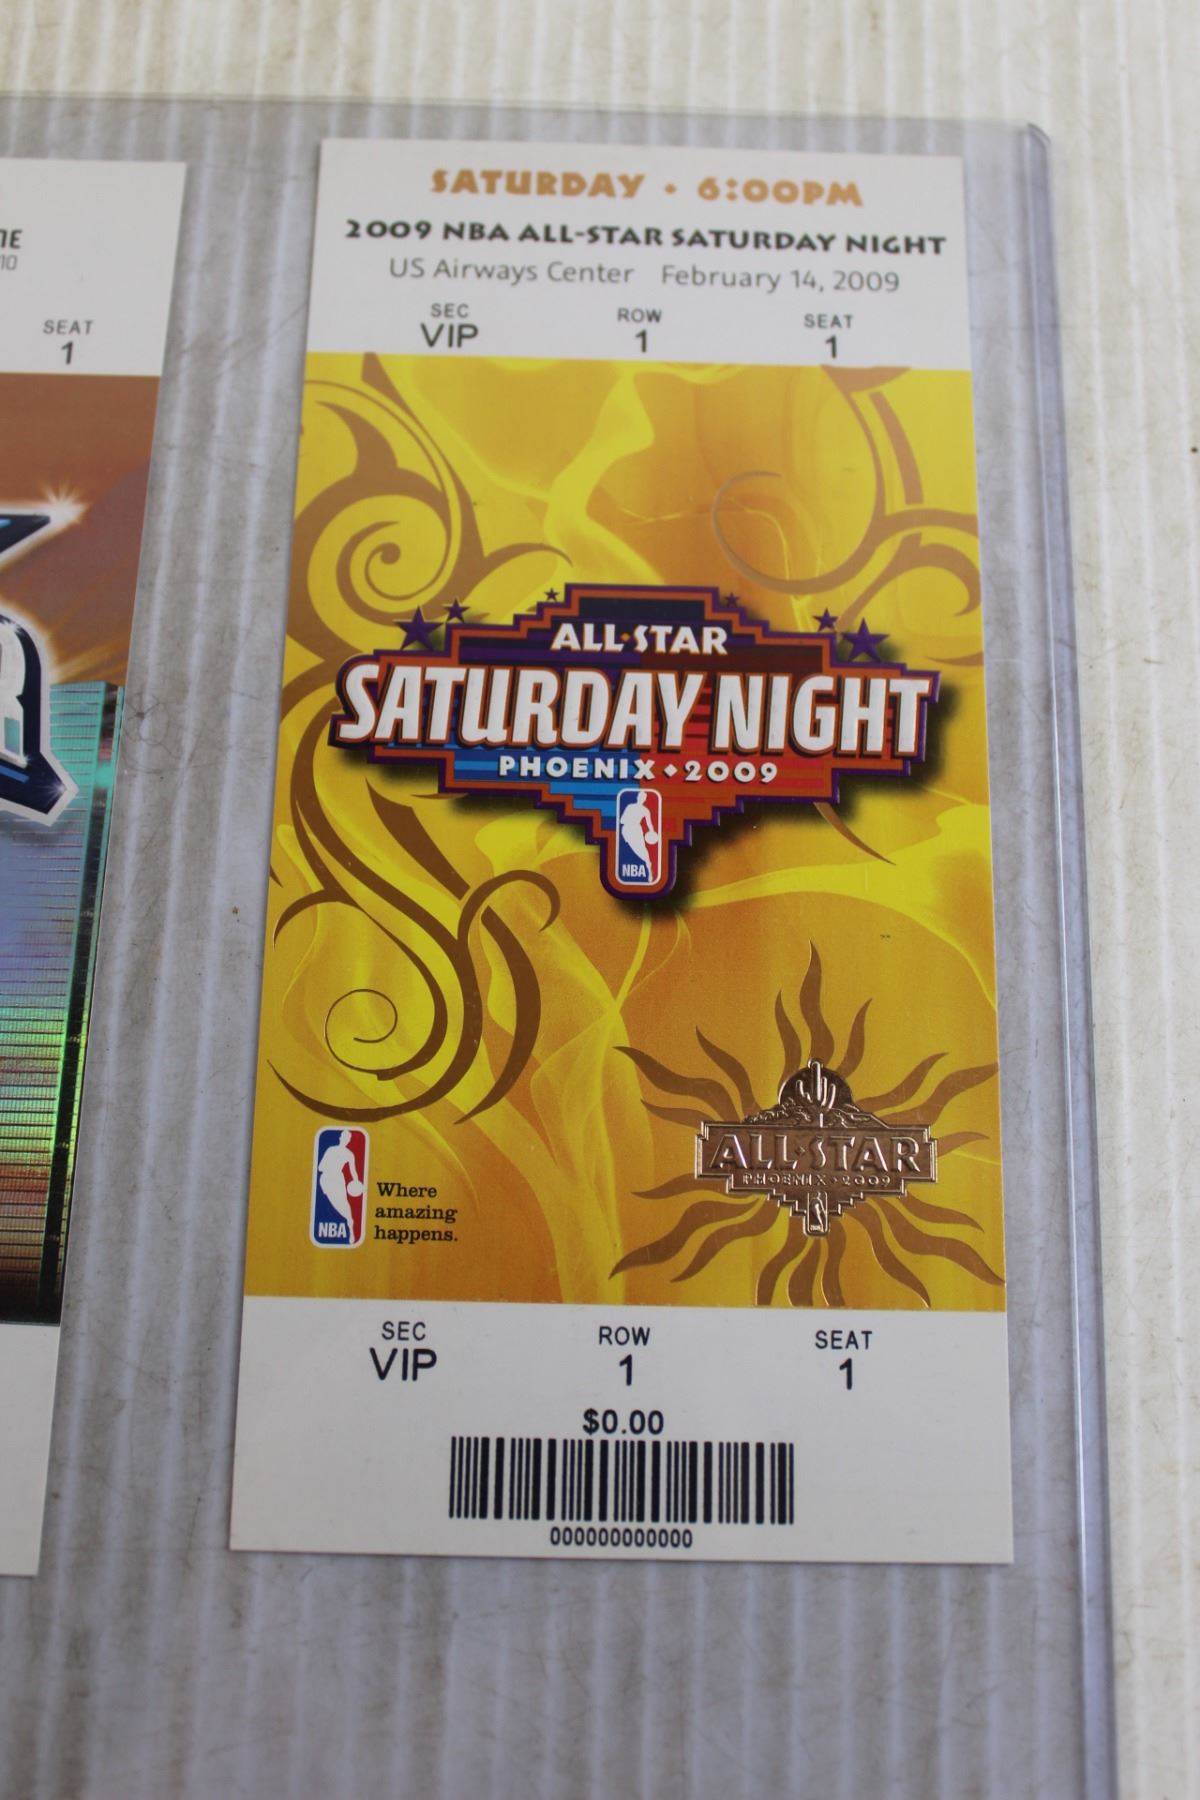 SATURDAY • 6:00PM
2009 NBA ALL-STAR SATURDAY NIGHT
US Airways Center February 14, 2009
SEC ROW SEAT
VIP 1 1
ALL·STAR
SATURDAY NIGHT
PHOENIX • 2009
NBA
ALL·STAR
PHOENIX • 2009
NBA
Where
amazing
happens.
SEC ROW SEAT
VIP 1 1
$0.00
000000000000
SEAT
1